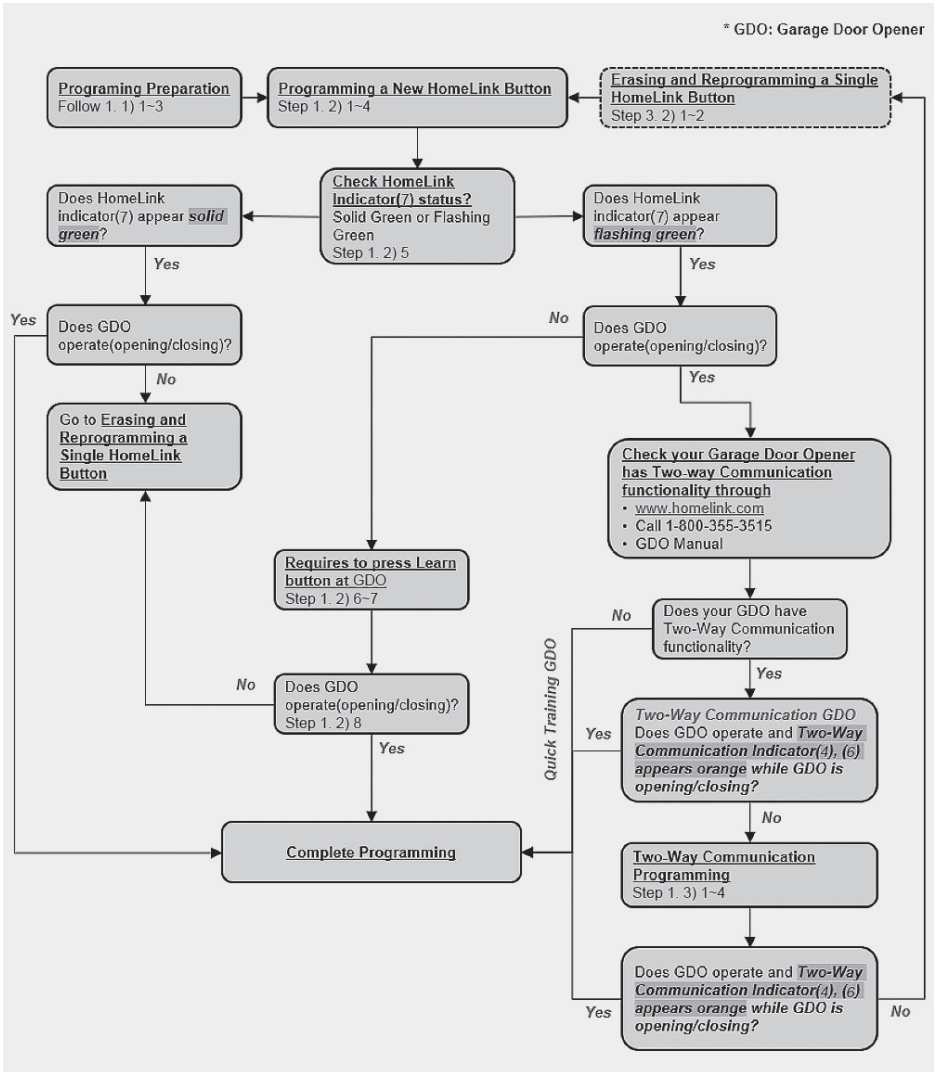 * GDO: Garage Door Opener
Programing Preparation
Follow 1. 1) 1~3
Programming a New HomeLink Button
Step 1. 2) 1~4
Erasing and Reprogramming a Single
HomeLink Button
Step 3. 2) 1~2
Does HomeLink
indicator(7) appear solid
green?
Check HomeLink
Indicator(7) status?
Solid Green or Flashing
Green
Step 1. 2) 5
Does HomeLink
indicator(7) appear
flashing green?
Yes
Yes
Yes
Does GDO
operate(opening/closing)?
No
Does GDO
operate(opening/closing)?
No
Yes
Go to Erasing and
Reprogramming a
Single HomeLink
Button
Check your Garage Door Opener
has Two-way Communication
functionality through
• www.homelink.com
• Call 1-800-355-3515
• GDO Manual
Requires to press Learn
button at GDO
Step 1. 2) 6~7
No
Does your GDO have
Two-Way Communication
functionality?
Yes
Quick Training GDO
No
Does GDO
operate(opening/closing)?
Step 1. 2) 8
Yes
Yes
Two-Way Communication GDO
Does GDO operate and Two-Way
Communication Indicator(4), (6)
appears orange while GDO is
opening/closing?
No
Complete Programming
Two-Way Communication
Programming
Step 1. 3) 1~4
Does GDO operate and Two-Way
Communication Indicator(4), (6)
appears orange while GDO is
opening/closing?
Yes
No